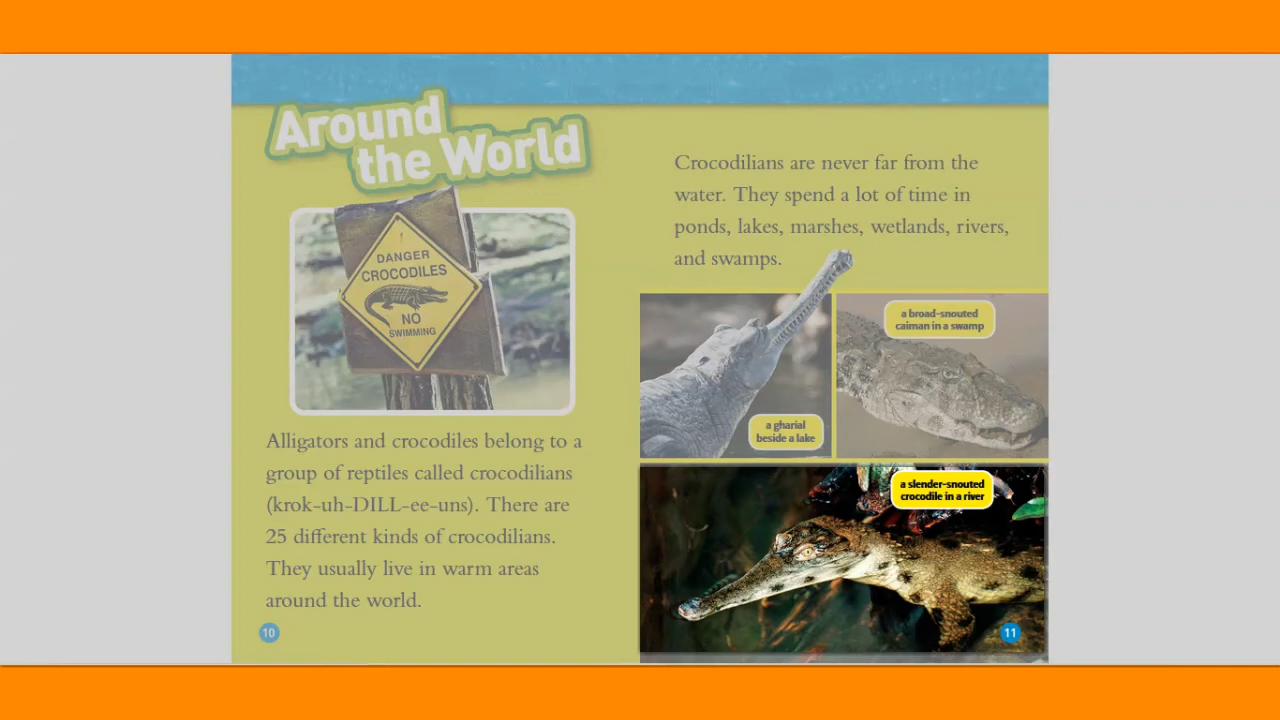 Around
the World
DANGER
CROCODILES
NO
SWIMMING
Alligators and crocodiles belong to a
group of reptiles called crocodilians
(krok-uh-DILL-ee-uns). There are
25 different kinds of crocodilians.
They usually live in warm areas
around the world.
10
Crocodilians are never far from the
water. They spend a lot of time in
ponds, lakes, marshes, wetlands, rivers,
and swamps.
a gharial
beside a lake
a broad-snouted
caiman in a swamp
a slender-snouted
crocodile in a river
11